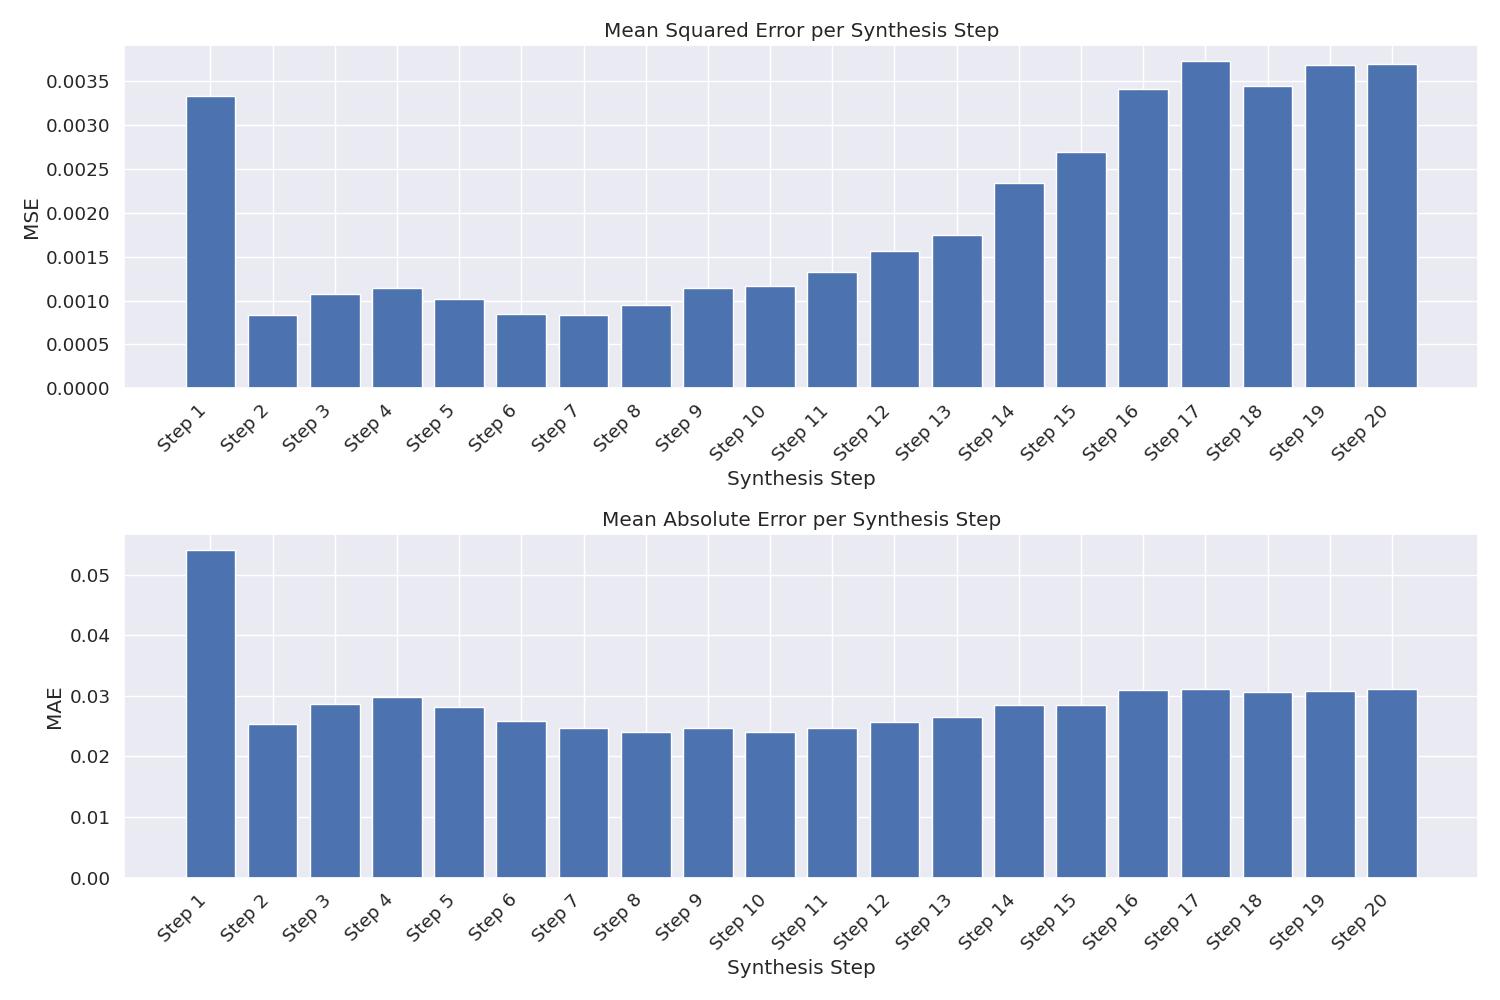 Mean Squared Error per Synthesis Step
MSE
0.0035
0.0030
0.0025
0.0020
0.0015
0.0010
0.0005
0.0000
Step 1
Step 2
Step 3
Step 4
Step 5
Step 6
Step 7
Step 8
Step 9
Step 10
Step 11
Step 12
Step 13
Step 14
Step 15
Step 16
Step 17
Step 18
Step 19
Step 20
Synthesis Step
Mean Absolute Error per Synthesis Step
MAE
0.05
0.04
0.03
0.02
0.01
0.00
Step 1
Step 2
Step 3
Step 4
Step 5
Step 6
Step 7
Step 8
Step 9
Step 10
Step 11
Step 12
Step 13
Step 14
Step 15
Step 16
Step 17
Step 18
Step 19
Step 20
Synthesis Step